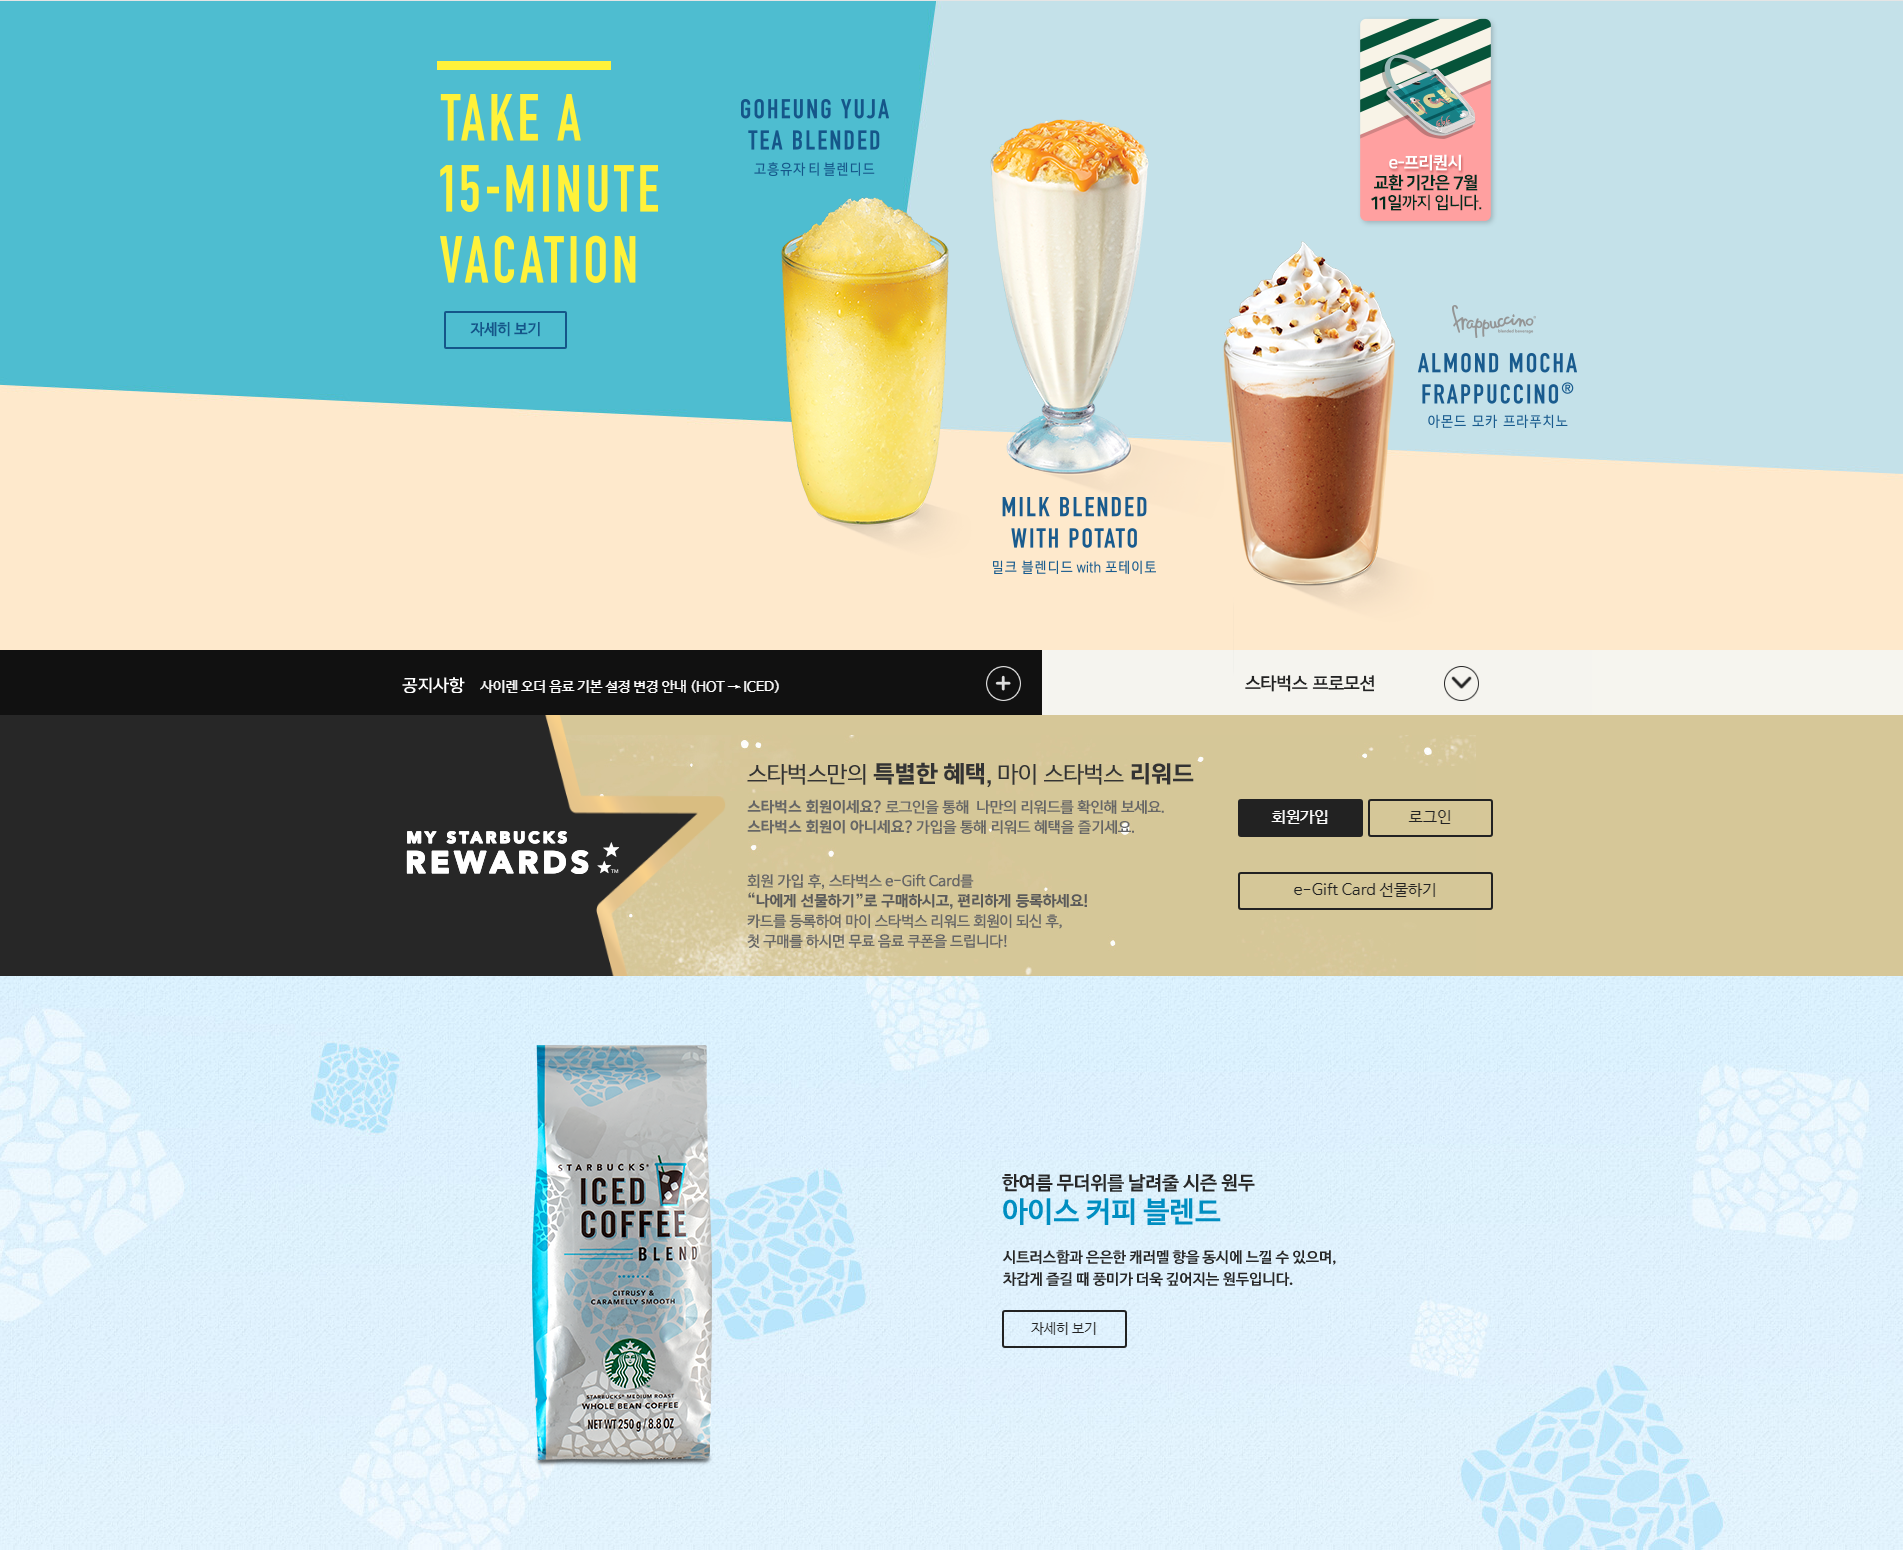 TAKE A
15-MINUTE
VACATION
자세히 보기
GOHEUNG YUJA
TEA BLENDED
고흥유자 티 블렌디드
MILK BLENDED
WITH POTATO
밀크 블렌디드 with 포테이토
UCK
e-프리퀀시
교환 기간은 7월
11일까지 입니다.
frappuccino™
blended beverage
ALMOND MOCHA
FRAPPUCCINO®
아몬드 모카 프라푸치노
공지사항 사이렌 오더 음료 기본 설정 변경 안내 (HOT → ICED)
스타벅스 프로모션
MY STARBUCKS
REWARDS™
스타벅스만의 특별한 혜택, 마이 스타벅스 리워드
스타벅스 회원이세요? 로그인을 통해 나만의 리워드를 확인해 보세요.
스타벅스 회원이 아니세요? 가입을 통해 리워드 혜택을 즐기세요.
회원가입
로그인
회원 가입 후, 스타벅스 e-Gift Card를
“나에게 선물하기”로 구매하시고, 편리하게 등록하세요!
카드를 등록하여 마이 스타벅스 리워드 회원이 되신 후,
첫 구매를 하시면 무료 음료 쿠폰을 드립니다!
e-Gift Card 선물하기
STARBUCKS®
ICED
COFFEE
BLEND
CITRUSY &
CARAMELLY SMOOTH
STARBUCKS® MEDIUM ROAST
WHOLE BEAN COFFEE
NET WT 250 g / 8.8 OZ
한여름 무더위를 날려줄 시즌 원두
아이스 커피 블렌드
시트러스함과 은은한 캐러멜 향을 동시에 느낄 수 있으며,
차갑게 즐길 때 풍미가 더욱 깊어지는 원두입니다.
자세히 보기